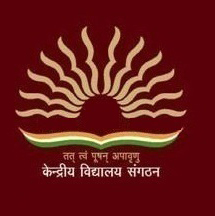 तत् त्वं पूषन् अपावृणु
केन्द्रीय विद्यालय संगठन